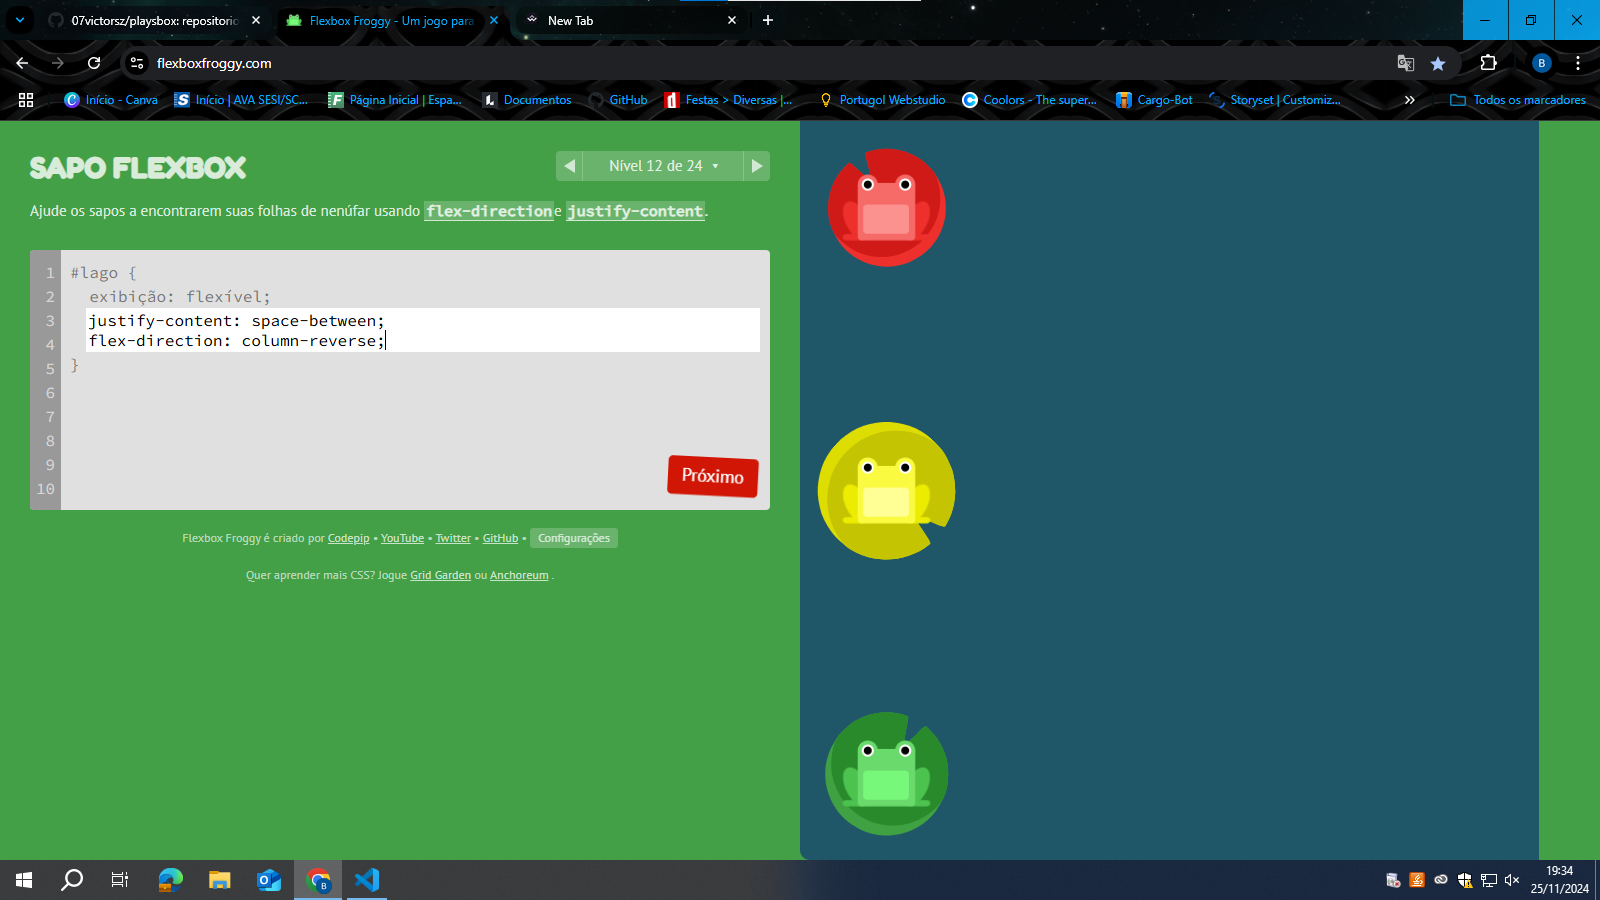 07victorsz/playsbox: repositorio
Flexbox Froggy - Um jogo para
New Tab
flexboxfroggy.com
B
Início - Canva
Início | AVA SESI/SC...
Página Inicial | Espa...
Documentos
GitHub
Festas > Diversas |...
Portugol Webstudio
Coolors - The super...
Cargo-Bot
Storyset | Customiz...
Todos os marcadores
SAPO FLEXBOX
Nível 12 de 24
Ajude os sapos a encontrarem suas folhas de nenúfar usando flex-direction e justify-content.
1 #lago {
2 exibição: flexível;
3 justify-content: space-between;
4 flex-direction: column-reverse;
5 }
6
7
8
9
10
Próximo
Flexbox Froggy é criado por Codepip • YouTube • Twitter • GitHub • Configurações
Quer aprender mais CSS? Jogue Grid Garden ou Anchoreum .
19:34
25/11/2024